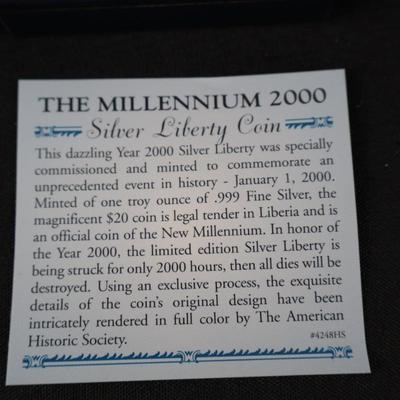 THE MILLENNIUM 2000
Silver Liberty Coin
This dazzling Year 2000 Silver Liberty was specially
commissioned and minted to commemorate an
unprecedented event in history - January 1, 2000.
Minted of one troy ounce of .999 Fine Silver, the
magnificent $20 coin is legal tender in Liberia and is
an official coin of the New Millennium. In honor of
the Year 2000, the limited edition Silver Liberty is
being struck for only 2000 hours, then all dies will be
destroyed. Using an exclusive process, the exquisite
details of the coin's original design have been
intricately rendered in full color by The American
Historic Society.
#4248HS